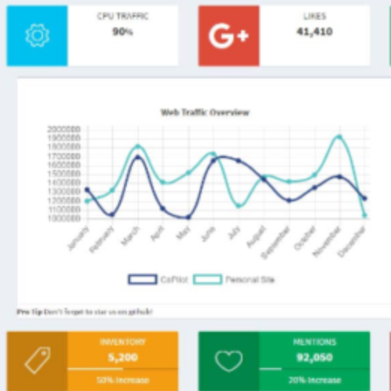 CPU TRAFFIC
90%
G+
LIKES
41,410
Web Traffic Overview
2000000
1900000
1800000
1700000
1600000
1500000
1400000
1300000
1200000
1100000
1000000
January
February
March
April
May
June
July
August
September
October
November
December
CoPilot
Personal Site
Pro Tip Don't forget to star us on github!
INVENTORY
5,200
50% Increase
MENTIONS
92,050
20% Increase